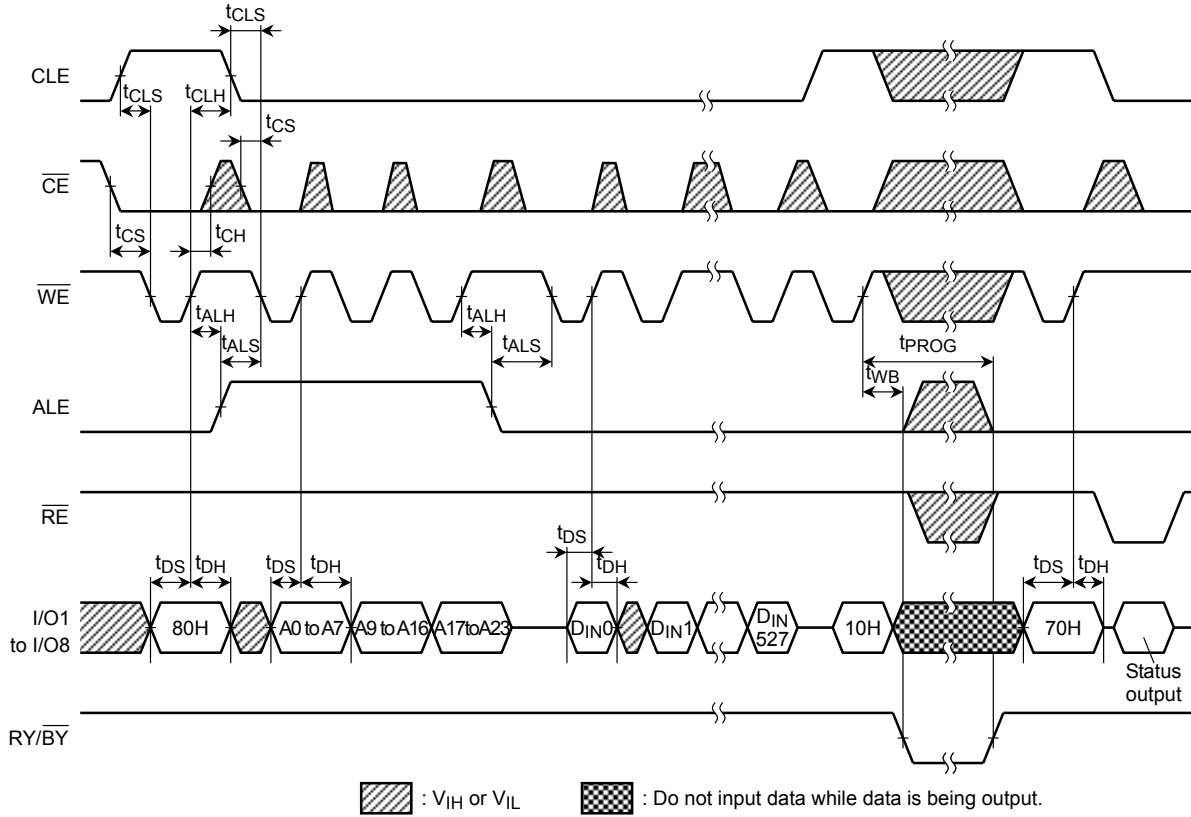 tCLS
CLE
tCLS tCLH
tCS
CE
tCS tCH
WE
tALH tALH
tALS tALS tPROG
tWB
ALE
RE
tDS
tDS tDH tDS tDH tDH tDS tDH
I/O1 to I/O8
80H A0 to A7 A9 to A16 A17 to A23 DIN0 DIN1 DIN 527 10H 70H
Status output
RY/BY
: VIH or VIL : Do not input data while data is being output.